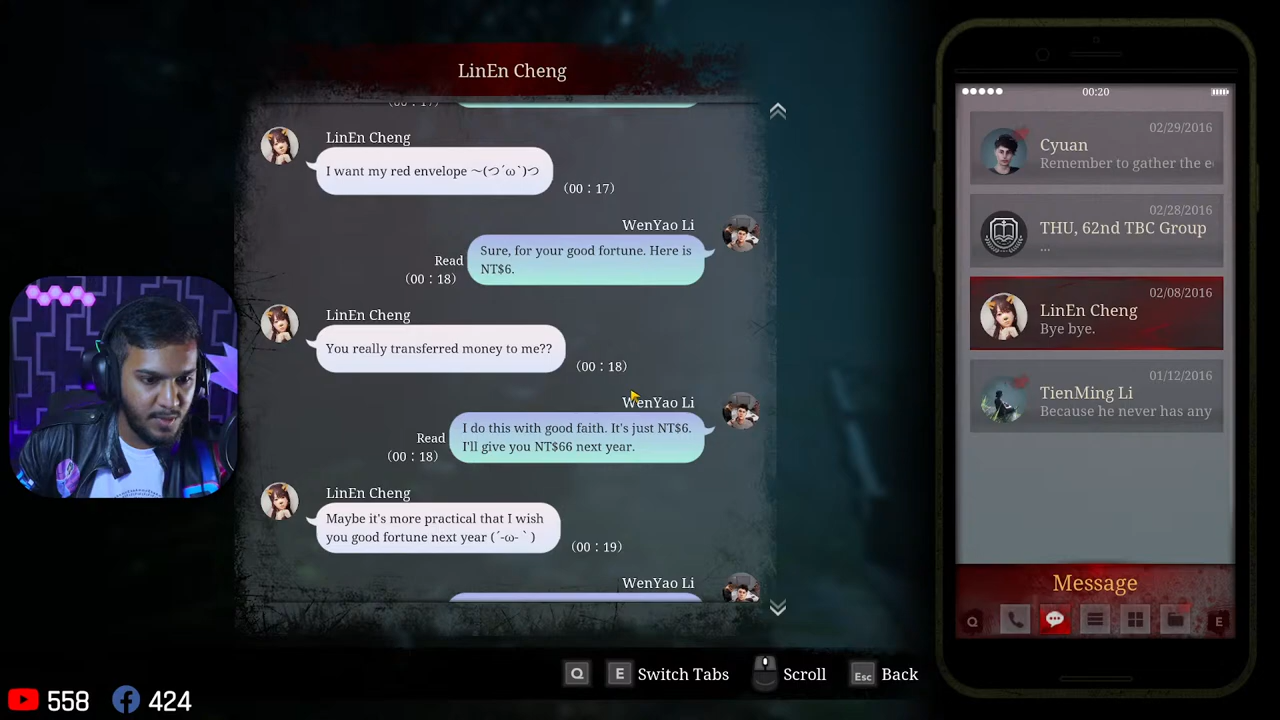 LinEn Cheng
LinEn Cheng
I want my red envelope ～(つ´ω`)つ
(00：17)
WenYao Li
Sure, for your good fortune. Here is
NT$6.
Read
(00：18)
LinEn Cheng
You really transferred money to me??
(00：18)
WenYao Li
I do this with good faith. It's just NT$6.
I'll give you NT$66 next year.
Read
(00：18)
LinEn Cheng
Maybe it's more practical that I wish
you good fortune next year (´-ω-｀)
(00：19)
WenYao Li
Q
E
Switch Tabs
Scroll
Esc
Back
558
424
00:20
02/29/2016
Cyuan
Remember to gather the e
02/28/2016
THU, 62nd TBC Group
...
02/08/2016
LinEn Cheng
Bye bye.
01/12/2016
TienMing Li
Because he never has any
Message
Q
E